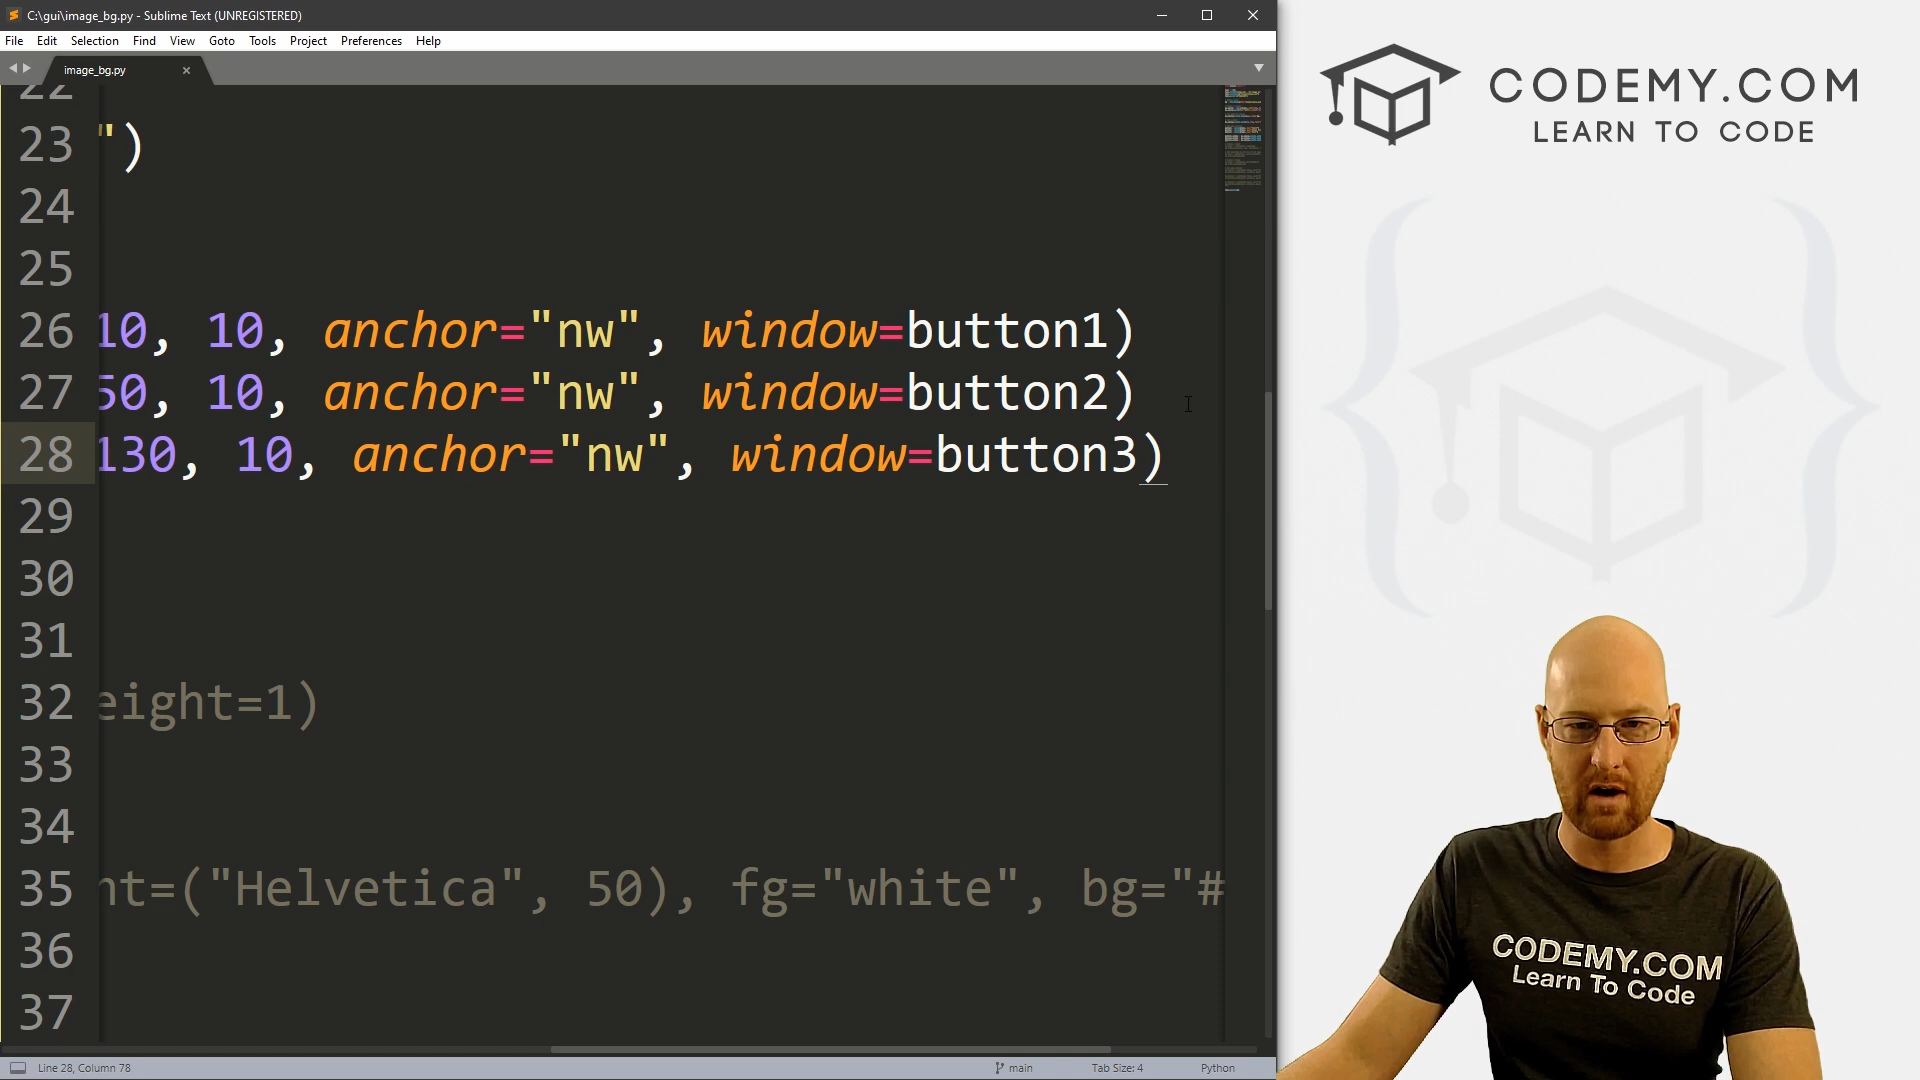 C:\gui\image_bg.py - Sublime Text (UNREGISTERED)
File Edit Selection Find View Goto Tools Project Preferences Help
image_bg.py
22
23 ")
24
25
26 10, 10, anchor="nw", window=button1)
27 50, 10, anchor="nw", window=button2)
28 130, 10, anchor="nw", window=button3)
29
30
31
32 eight=1)
33
34
35 nt=("Helvetica", 50), fg="white", bg="#
36
37
Line 28, Column 78 main Tab Size: 4 Python
CODEMY.COM
LEARN TO CODE
CODEMY.COM
Learn To Code